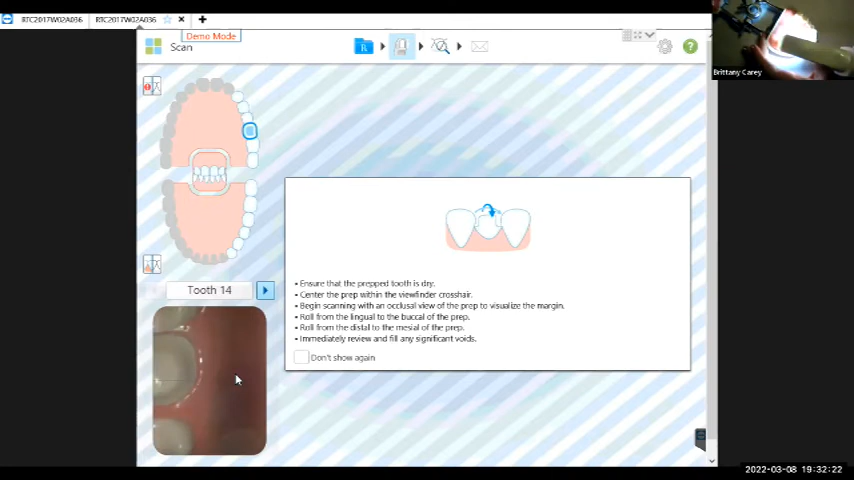 RTC2017W02A036
RTC2017W02A036
Demo Mode
Scan
Brittany Carey
Tooth 14
Ensure that the prepped tooth is dry.
Center the prep within the viewfinder crosshair.
Begin scanning with an occlusal view of the prep to visualize the margin.
Roll from the lingual to the buccal of the prep.
Roll from the distal to the mesial of the prep.
Immediately review and fill any significant voids.
Don't show again
2022-03-08 19:32:22